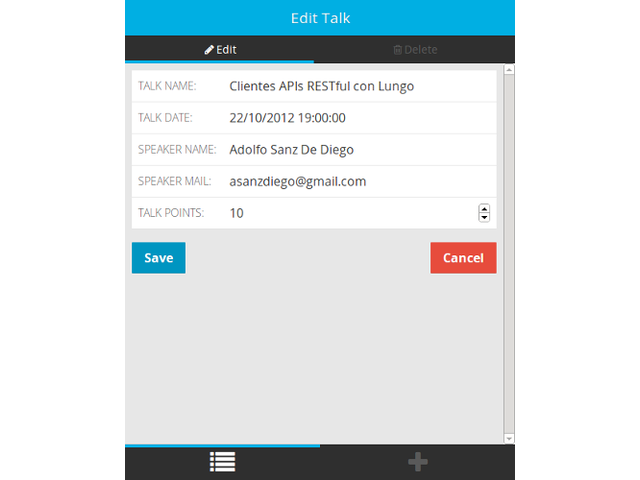 Edit Talk
Edit Delete
TALK NAME: Clientes APIs RESTful con Lungo
TALK DATE: 22/10/2012 19:00:00
SPEAKER NAME: Adolfo Sanz De Diego
SPEAKER MAIL: asanzdiego@gmail.com
TALK POINTS: 10
Save Cancel